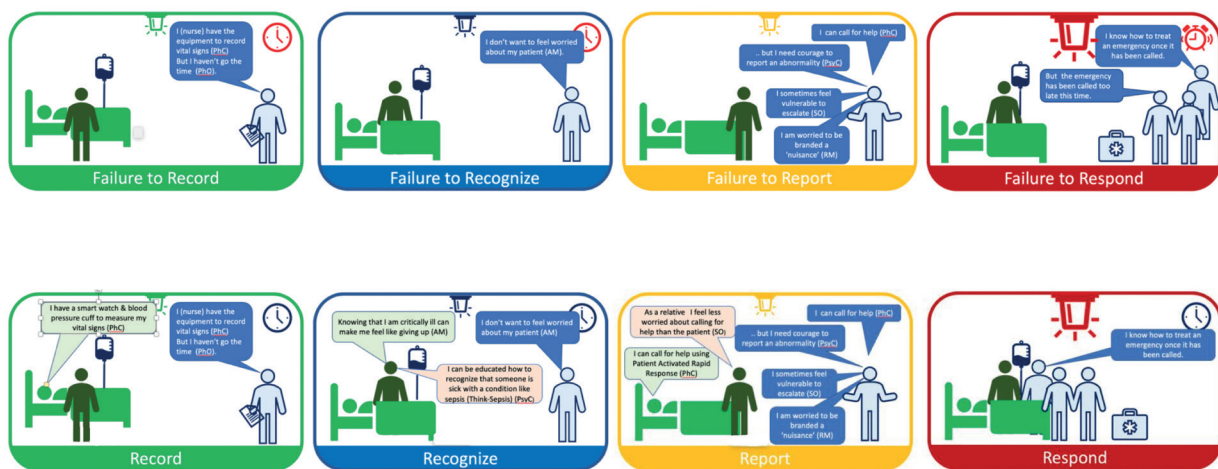 I (nurse) have the
equipment to record
vital signs (PhC)
But I haven't go the
time  (PhO).
Failure to Record
I don't want to feel worried
about my patient (AM).
Failure to Recognize
I can call for help (PhC)
.. but I need courage to
report an abnormality (PsyC)
I sometimes feel
vulnerable to
escalate (SO)
I am worried to be
branded a
'nuisance' (RM)
Failure to Report
I know how to treat
an emergency once it
has been called.
But  the emergency
has been called too
late this time.
Failure to Respond
I have a smart watch & blood
pressure cuff to measure my
vital signs (PhC)
I (nurse) have the
equipment to record
vital signs (PhC)
But I haven't go the
time  (PhO).
Record
Knowing that I am critically ill can
make me feel like giving up (AM)
I don't want to feel worried
about my patient (AM)
I can be educated how to
recognize that someone is
sick with a condition like
sepsis (Think-Sepsis) (PsyC)
Recognize
As a relative  I feel less
worried about calling for
help than the patient (SO)
I can call for help (PhC)
.. but I need courage to
report an abnormality (PsyC)
I can call for help using
Patient Activated Rapid
Response (PhC)
I sometimes feel
vulnerable to
escalate (SO)
I am worried to be
branded a
'nuisance' (RM)
Report
I know how to treat an
emergency once it has
been called.
Respond